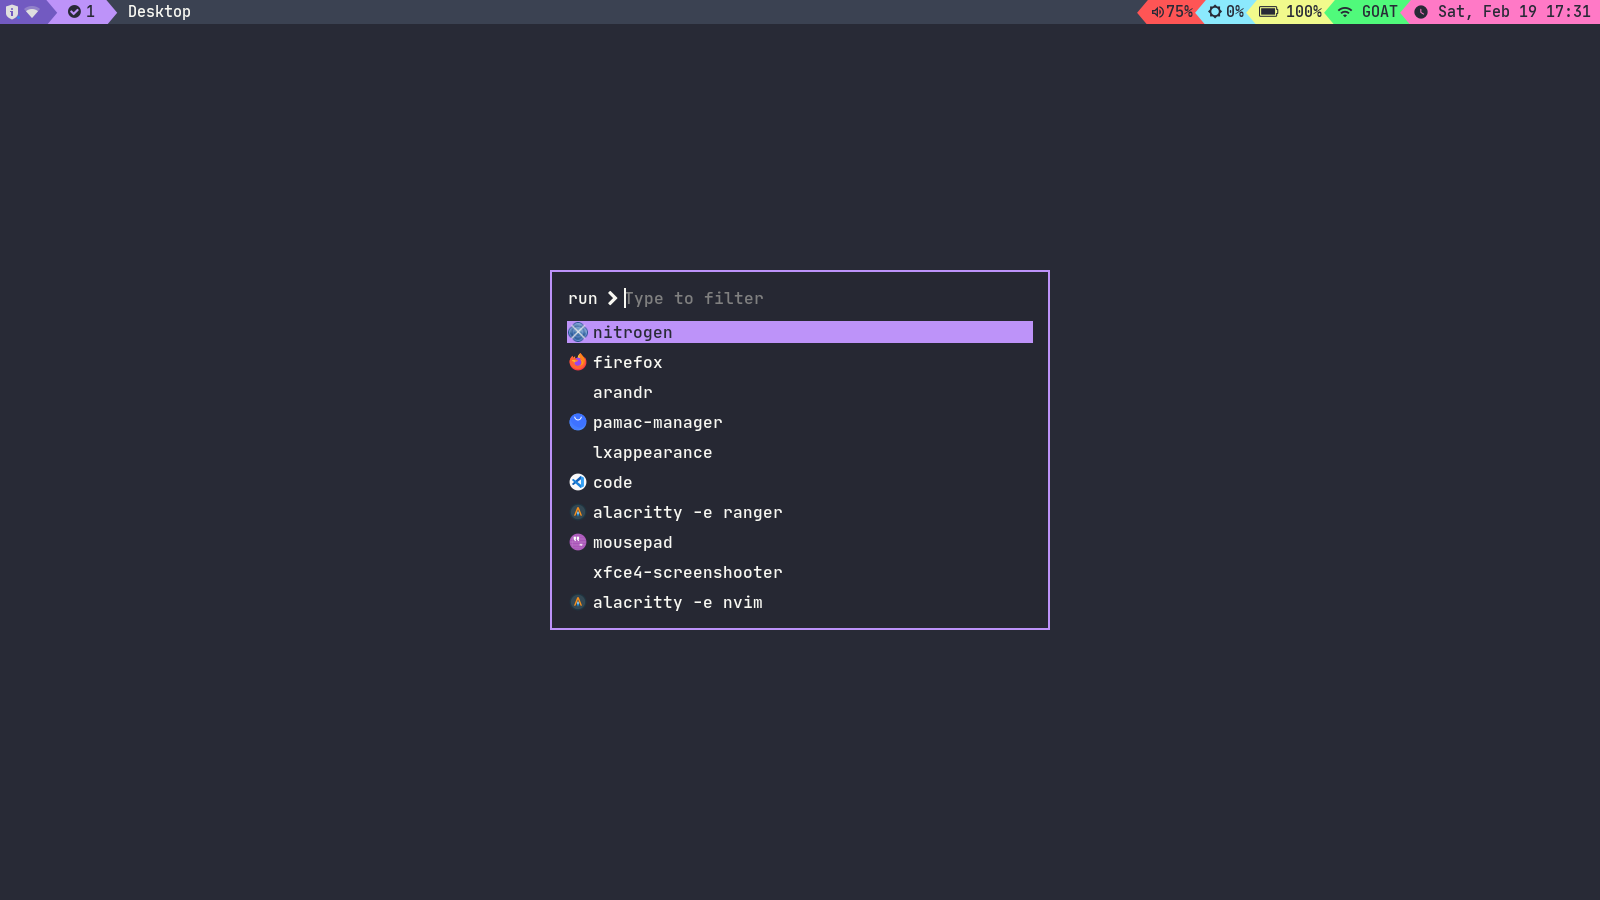 1 Desktop 75% 0% 100% GOAT Sat, Feb 19 17:31
run Type to filter
nitrogen
firefox
arandr
pamac-manager
lxappearance
code
alacritty -e ranger
mousepad
xfce4-screenshooter
alacritty -e nvim